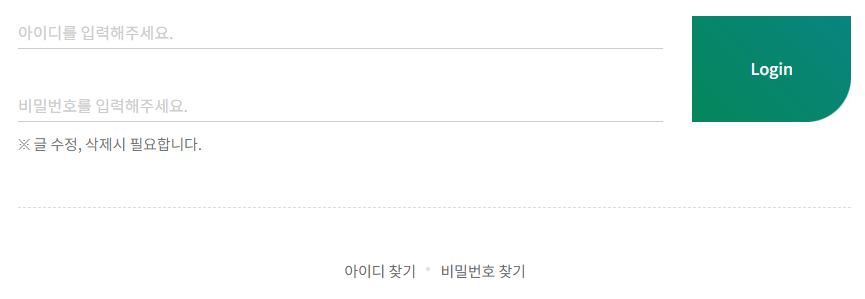 아이디를 입력해주세요.
Login
비밀번호를 입력해주세요.
※ 글 수정, 삭제시 필요합니다.
아이디 찾기 • 비밀번호 찾기